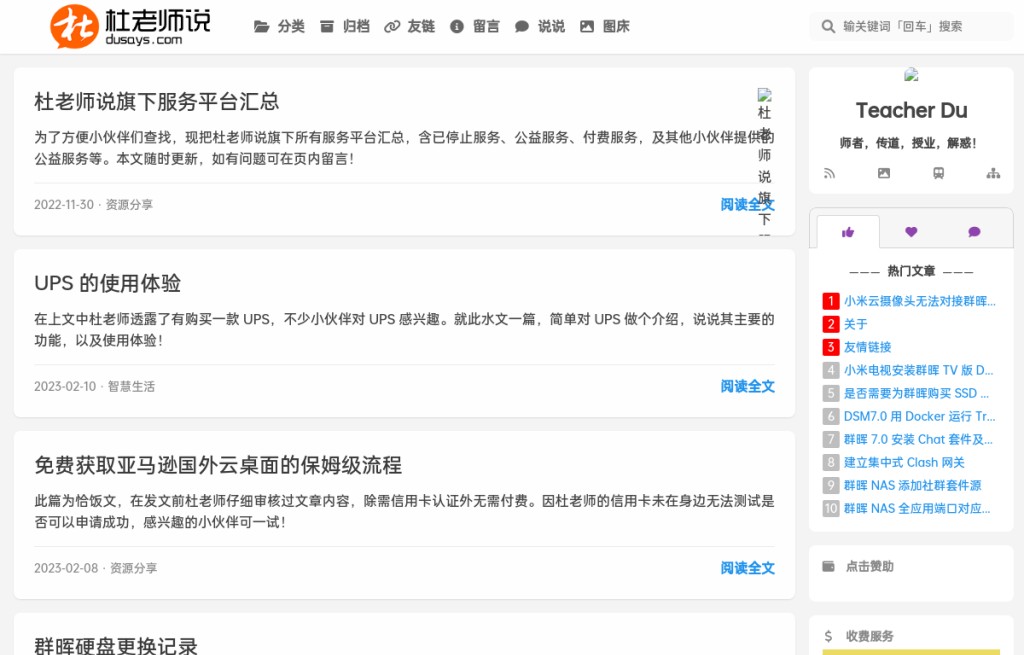 杜老师说
dusays.com
分类
归档
友链
留言
说说
图床
输关键词「回车」搜索
杜老师说旗下服务平台汇总
为了方便小伙伴们查找，现把杜老师说旗下所有服务平台汇总，含已停止服务、公益服务、付费服务，及其他小伙伴提供的
公益服务等。本文随时更新，如有问题可在页内留言！
杜
老
师
说
旗
下
2022-11-30 · 资源分享
阅读全文
UPS 的使用体验
在上文中杜老师透露了有购买一款 UPS，不少小伙伴对 UPS 感兴趣。就此水文一篇，简单对 UPS 做个介绍，说说其主要的
功能，以及使用体验！
2023-02-10 · 智慧生活
阅读全文
免费获取亚马逊国外云桌面的保姆级流程
此篇为恰饭文，在发文前杜老师仔细审核过文章内容，除需信用卡认证外无需付费。因杜老师的信用卡未在身边无法测试是
否可以申请成功，感兴趣的小伙伴可一试！
2023-02-08 · 资源分享
阅读全文
群晖硬盘更换记录
Teacher Du
师者，传道，授业，解惑！
——— 热门文章 ———
1 小米云摄像头无法对接群晖...
2 关于
3 友情链接
4 小米电视安装群晖 TV 版 D...
5 是否需要为群晖购买 SSD ...
6 DSM7.0 用 Docker 运行 Tr...
7 群晖 7.0 安装 Chat 套件及...
8 建立集中式 Clash 网关
9 群晖 NAS 添加社群套件源
10 群晖 NAS 全应用端口对应...
点击赞助
收费服务